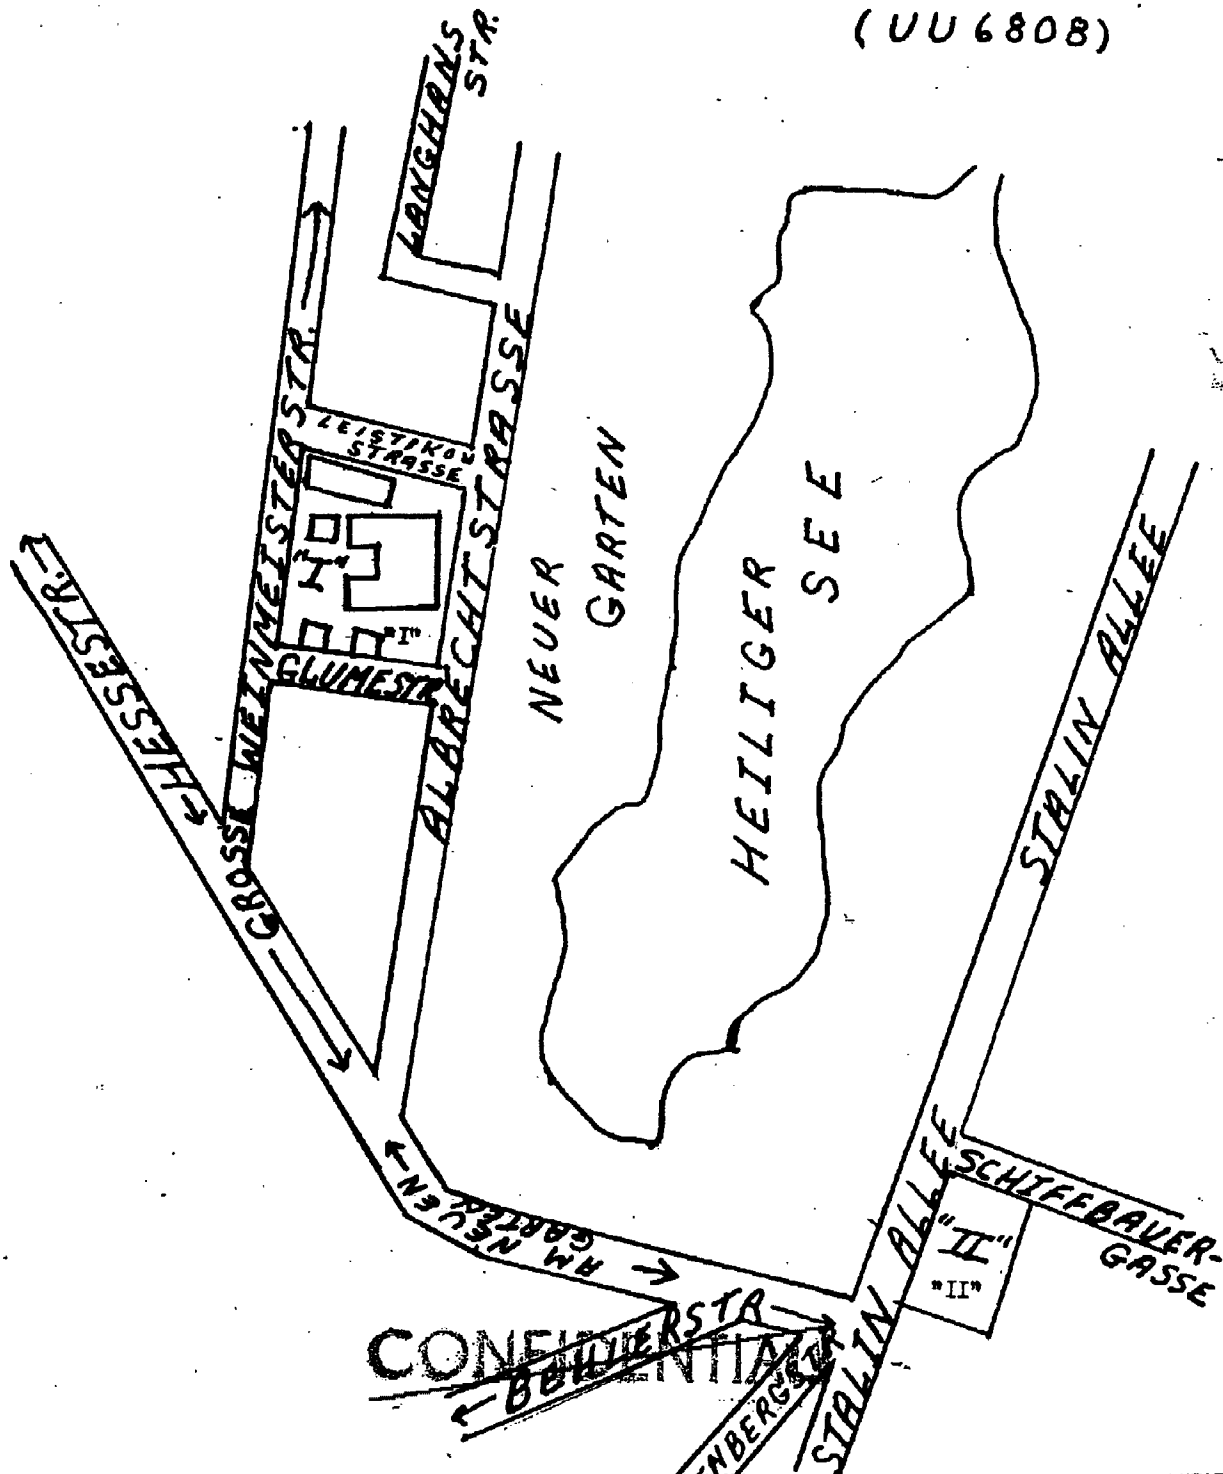 (UU6808)
LANGHANS
STR.
GROSSE WEINMEISTERSTR.
LEISTIKOW
STRASSE
"I"
"I"
GLUMESTR
ALBRECHTSTRASSE
NEUER
GARTEN
HEILIGER
SEE
STALIN ALLEE
HESSESTR.
AM NEUEN
GARTEN
STALIN ALLEE
SCHIFFBAUER-
GASSE
"II"
"II"
STALIN
CONFIDENTIAL